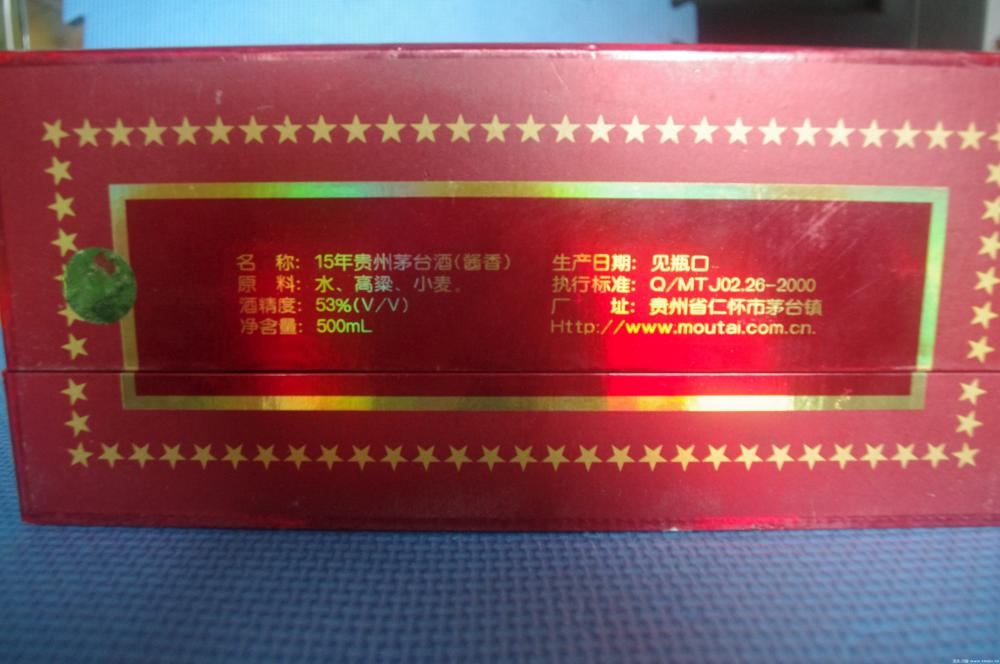 名 称: 15年贵州茅台酒(酱香)
原 料: 水、高粱、小麦。
酒精度: 53%(V/V)
净含量: 500mL
生产日期: 见瓶口
执行标准: Q/MTJ02.26-2000
厂 址: 贵州省仁怀市茅台镇
Http://www.moutai.com.cn.